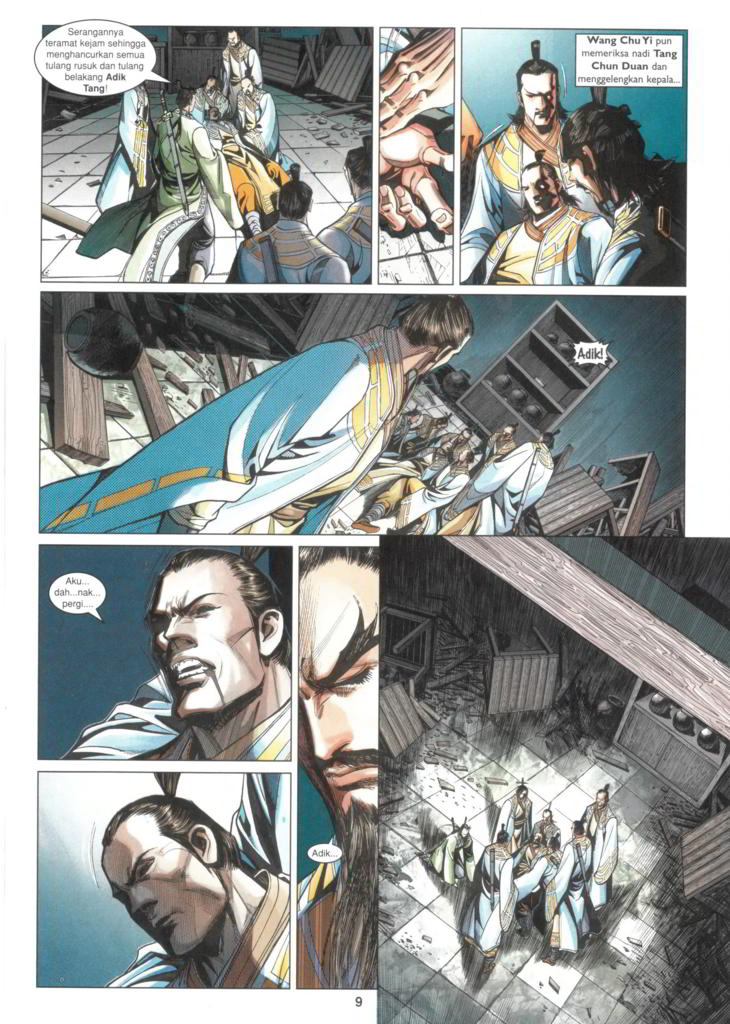 Serangannya
teramat kejam sehingga
menghancurkan semua
tulang rusuk dan tulang
belakang Adik
Tang!
Wang Chu Yi pun
memeriksa nadi Tang
Chun Duan dan
menggelengkan kepala...
Adik!
Aku...
dah...nak...
pergi....
Adik...
9